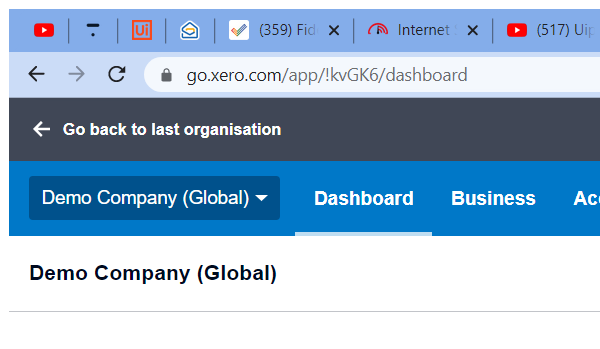 Ui (359) Fid Internet (517) Uip
go.xero.com/app/!kvGK6/dashboard
Go back to last organisation
Demo Company (Global) Dashboard Business
Demo Company (Global)